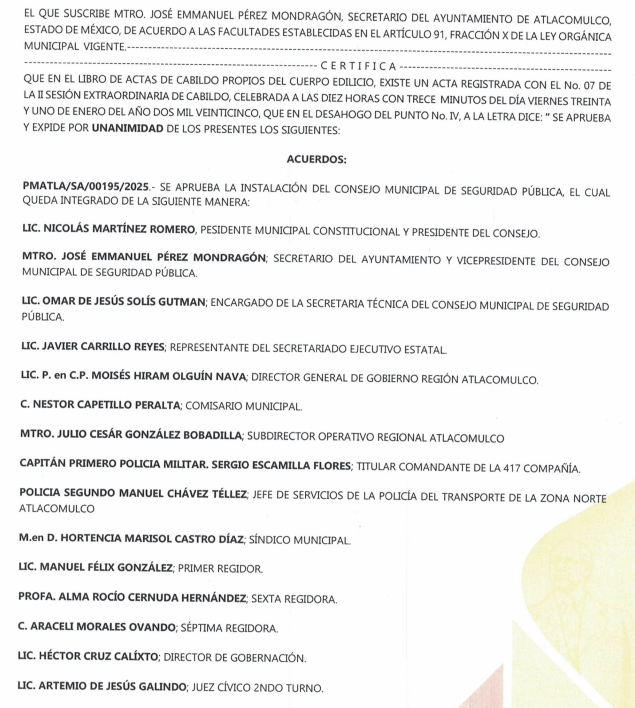 EL QUE SUSCRIBE MTRO. JOSÉ EMMANUEL PÉREZ MONDRAGÓN, SECRETARIO DEL AYUNTAMIENTO DE ATLACOMULCO,
ESTADO DE MÉXICO, DE ACUERDO A LAS FACULTADES ESTABLECIDAS EN EL ARTÍCULO 91, FRACCIÓN X DE LA LEY ORGÁNICA
MUNICIPAL VIGENTE.------------------------------------------------------------------------------------------
------------------------------------------------------- C E R T I F I C A ----------------------------------------
QUE EN EL LIBRO DE ACTAS DE CABILDO PROPIOS DEL CUERPO EDILICIO, EXISTE UN ACTA REGISTRADA CON EL No. 07 DE
LA II SESIÓN EXTRAORDINARIA DE CABILDO, CELEBRADA A LAS DIEZ HORAS CON TRECE MINUTOS DEL DÍA VIERNES TREINTA
Y UNO DE ENERO DEL AÑO DOS MIL VEINTICINCO, QUE EN EL DESAHOGO DEL PUNTO No. IV, A LA LETRA DICE: " SE APRUEBA
Y EXPIDE POR UNANIMIDAD DE LOS PRESENTES LOS SIGUIENTES:
ACUERDOS:
PMATLA/SA/00195/2025.- SE APRUEBA LA INSTALACIÓN DEL CONSEJO MUNICIPAL DE SEGURIDAD PÚBLICA, EL CUAL
QUEDA INTEGRADO DE LA SIGUIENTE MANERA:
LIC. NICOLÁS MARTÍNEZ ROMERO, PESIDENTE MUNICIPAL CONSTITUCIONAL Y PRESIDENTE DEL CONSEJO.
MTRO. JOSÉ EMMANUEL PÉREZ MONDRAGÓN; SECRETARIO DEL AYUNTAMIENTO Y VICEPRESIDENTE DEL CONSEJO
MUNICIPAL DE SEGURIDAD PÚBLICA.
LIC. OMAR DE JESÚS SOLÍS GUTMAN; ENCARGADO DE LA SECRETARIA TÉCNICA DEL CONSEJO MUNICIPAL DE SEGURIDAD
PÚBLICA.
LIC. JAVIER CARRILLO REYES; REPRESENTANTE DEL SECRETARIADO EJECUTIVO ESTATAL.
LIC. P. en C.P. MOISÉS HIRAM OLGUÍN NAVA; DIRECTOR GENERAL DE GOBIERNO REGIÓN ATLACOMULCO.
C. NESTOR CAPETILLO PERALTA; COMISARIO MUNICIPAL.
MTRO. JULIO CESÁR GONZÁLEZ BOBADILLA; SUBDIRECTOR OPERATIVO REGIONAL ATLACOMULCO
CAPITÁN PRIMERO POLICIA MILITAR. SERGIO ESCAMILLA FLORES; TITULAR COMANDANTE DE LA 417 COMPAÑÍA.
POLICIA SEGUNDO MANUEL CHÁVEZ TÉLLEZ; JEFE DE SERVICIOS DE LA POLICÍA DEL TRANSPORTE DE LA ZONA NORTE
ATLACOMULCO
M.en D. HORTENCIA MARISOL CASTRO DÍAZ; SÍNDICO MUNICIPAL.
LIC. MANUEL FÉLIX GONZÁLEZ; PRIMER REGIDOR.
PROFA. ALMA ROCÍO CERNUDA HERNÁNDEZ; SEXTA REGIDORA.
C. ARACELI MORALES OVANDO; SÉPTIMA REGIDORA.
LIC. HÉCTOR CRUZ CALÍXTO; DIRECTOR DE GOBERNACIÓN.
LIC. ARTEMIO DE JESÚS GALINDO; JUEZ CÍVICO 2NDO TURNO.